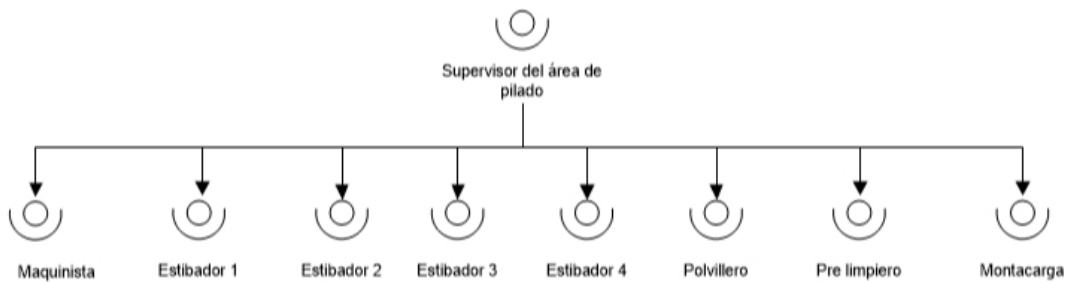 Supervisor del área de
pilado
Maquinista
Estibador 1
Estibador 2
Estibador 3
Estibador 4
Polvillero
Pre limpiero
Montacarga